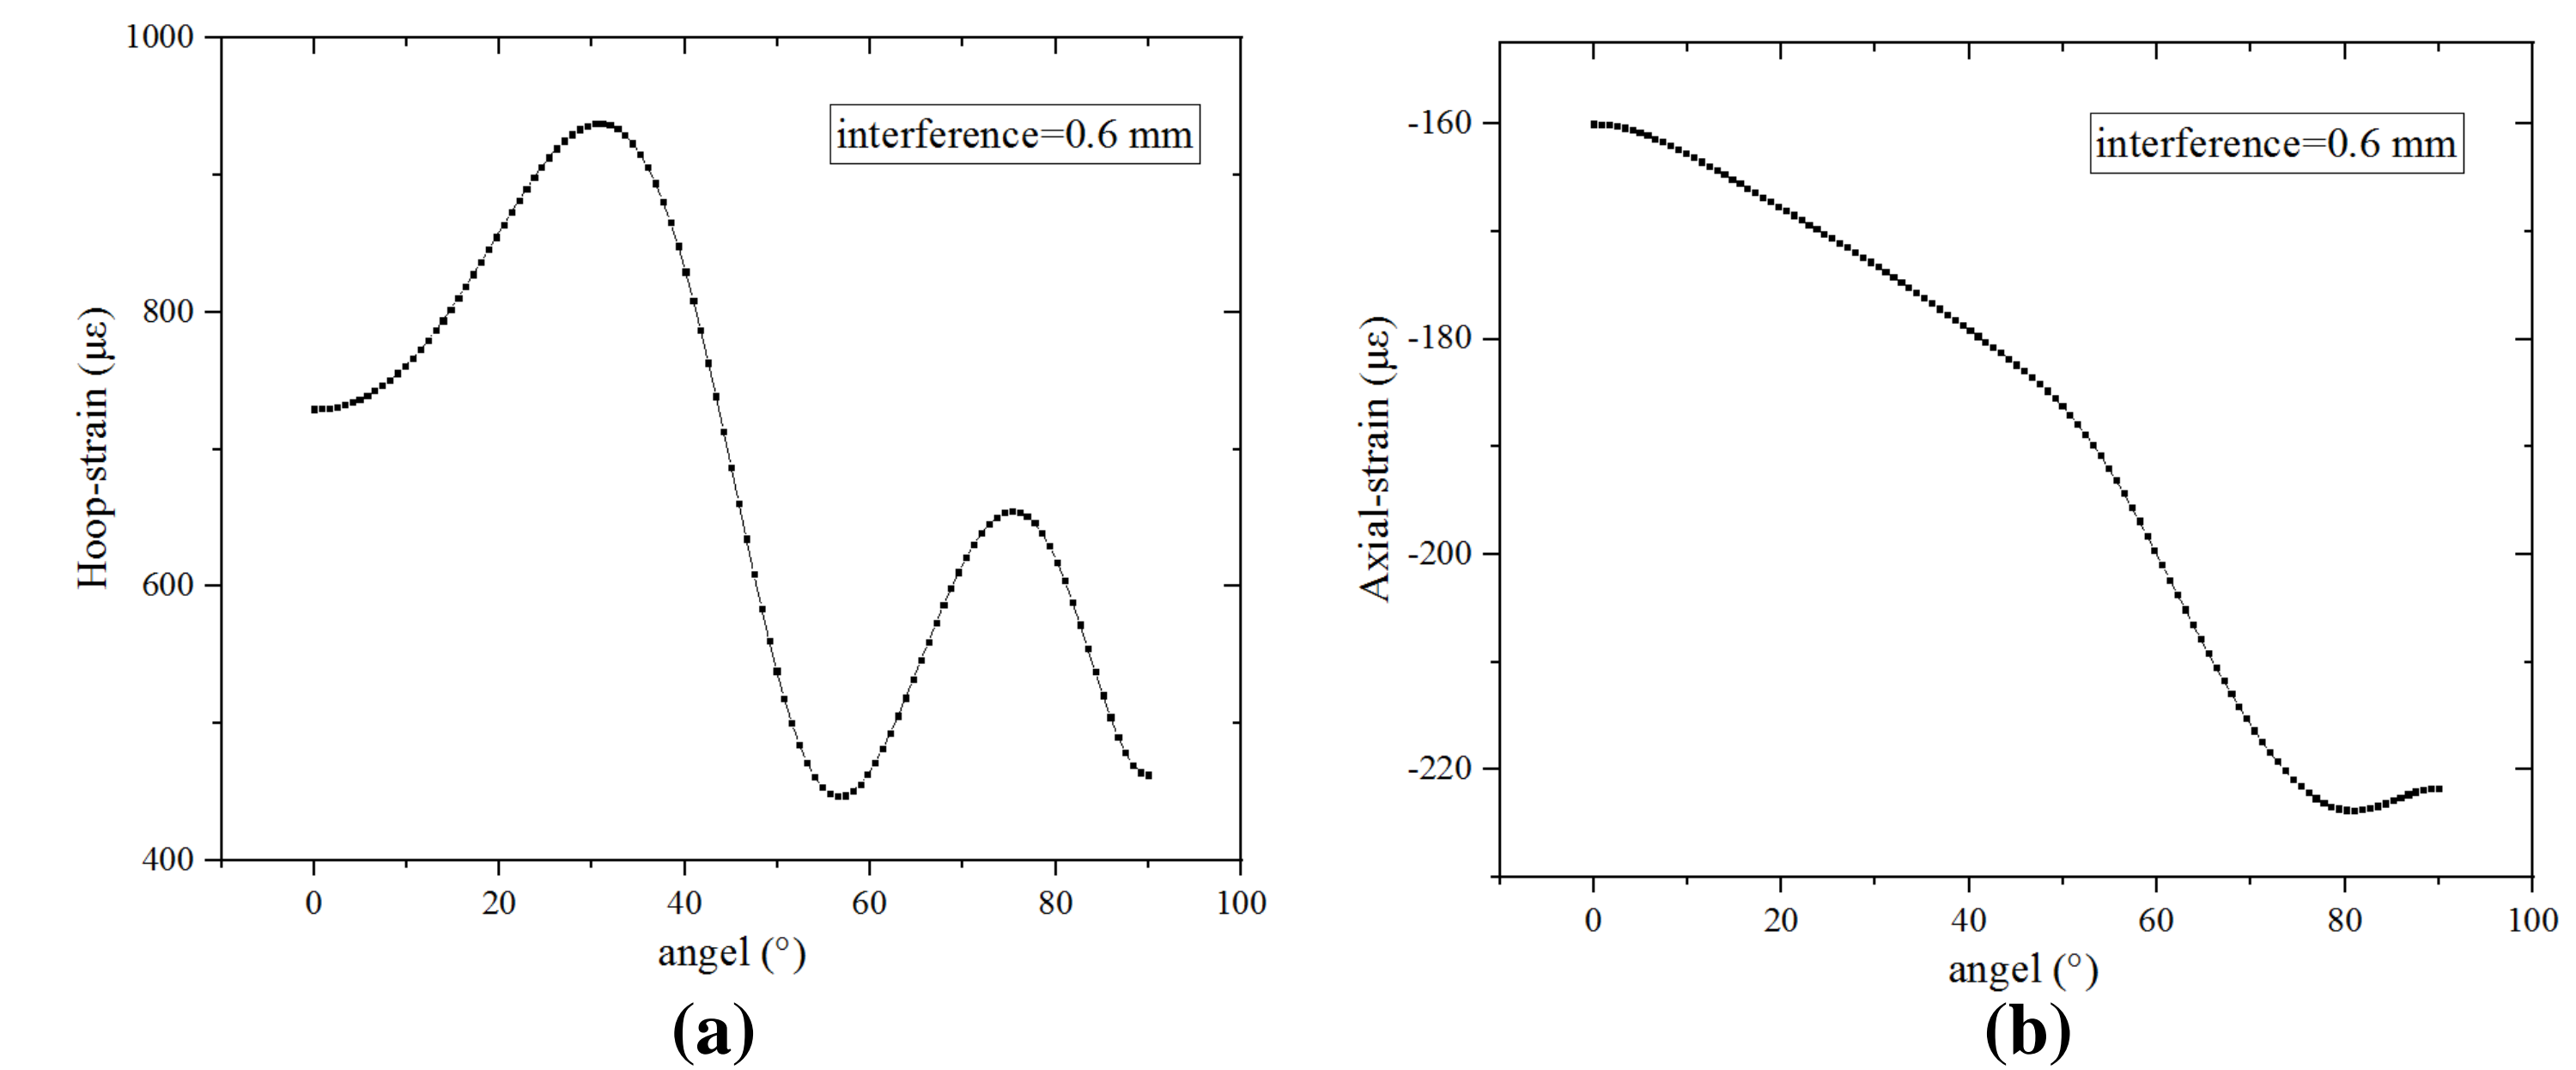 1000
800
600
400
0 20 40 60 80 100
Hoop-strain (με)
angel (°)
interference=0.6 mm
(a)
-160
-180
-200
-220
0 20 40 60 80 100
Axial-strain (με)
angel (°)
interference=0.6 mm
(b)